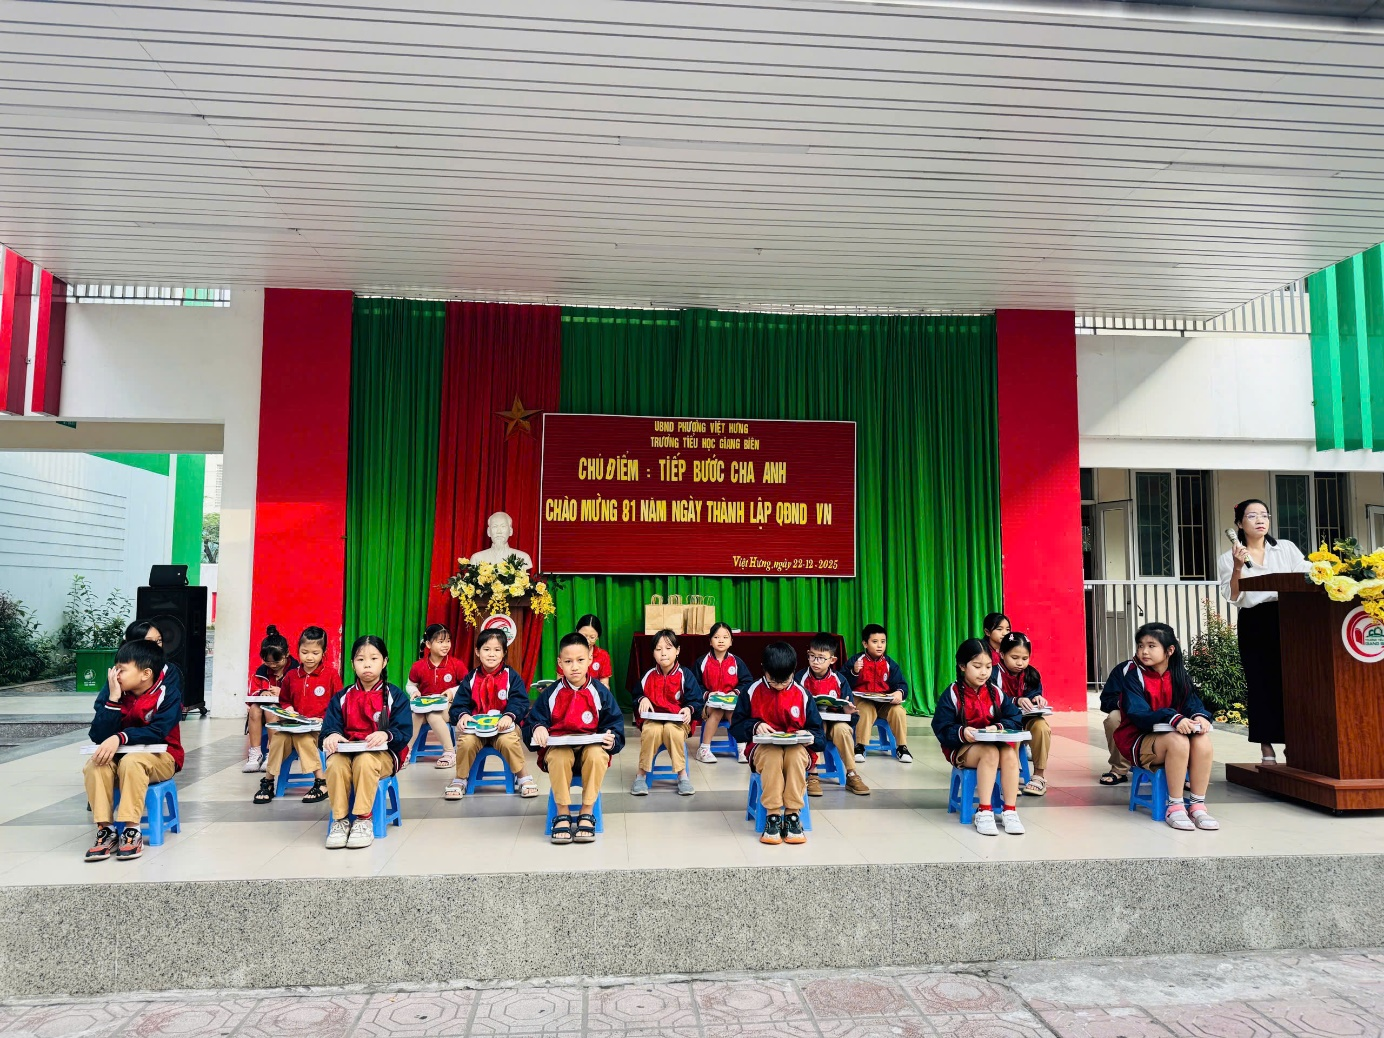 UBND PHƯỜNG VIỆT HƯNG
TRƯỜNG TIỂU HỌC GIANG BIÊN
CHỦ ĐIỂM : TIẾP BƯỚC CHA ANH
CHÀO MỪNG 81 NĂM NGÀY THÀNH LẬP QĐND VN
Việt Hưng, ngày 22-12-2025